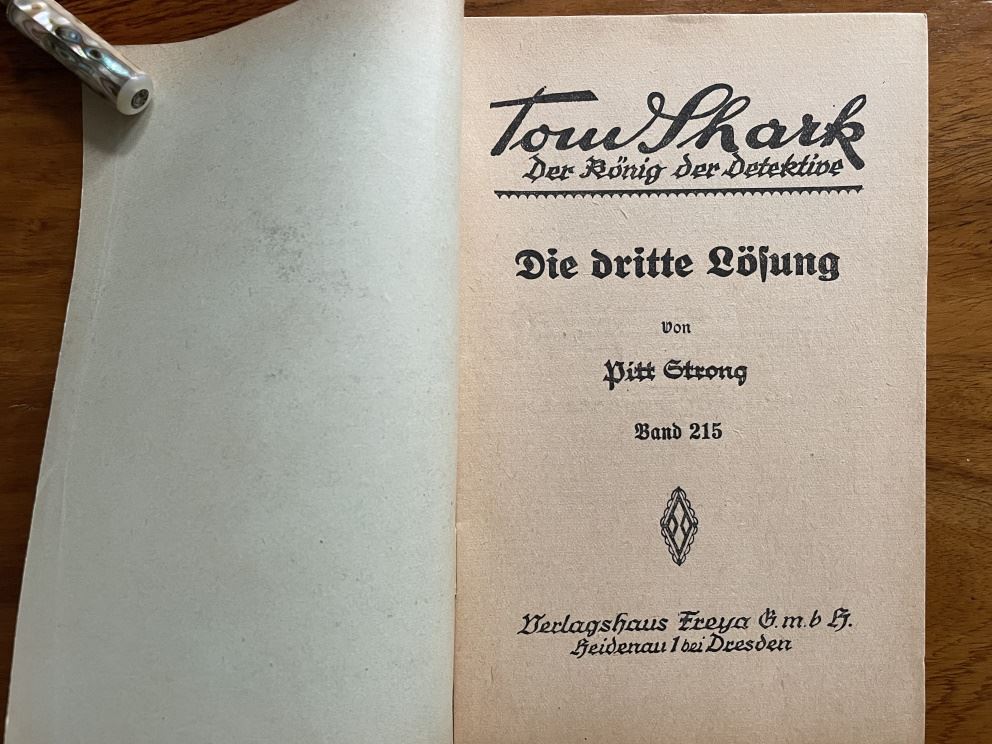 Tom Shark
Der König der Detektive
Die dritte Löſung
von
Pitt Strong
Band 215
Verlagshaus Freya G.m.b H.
Heidenau 1 bei Dresden